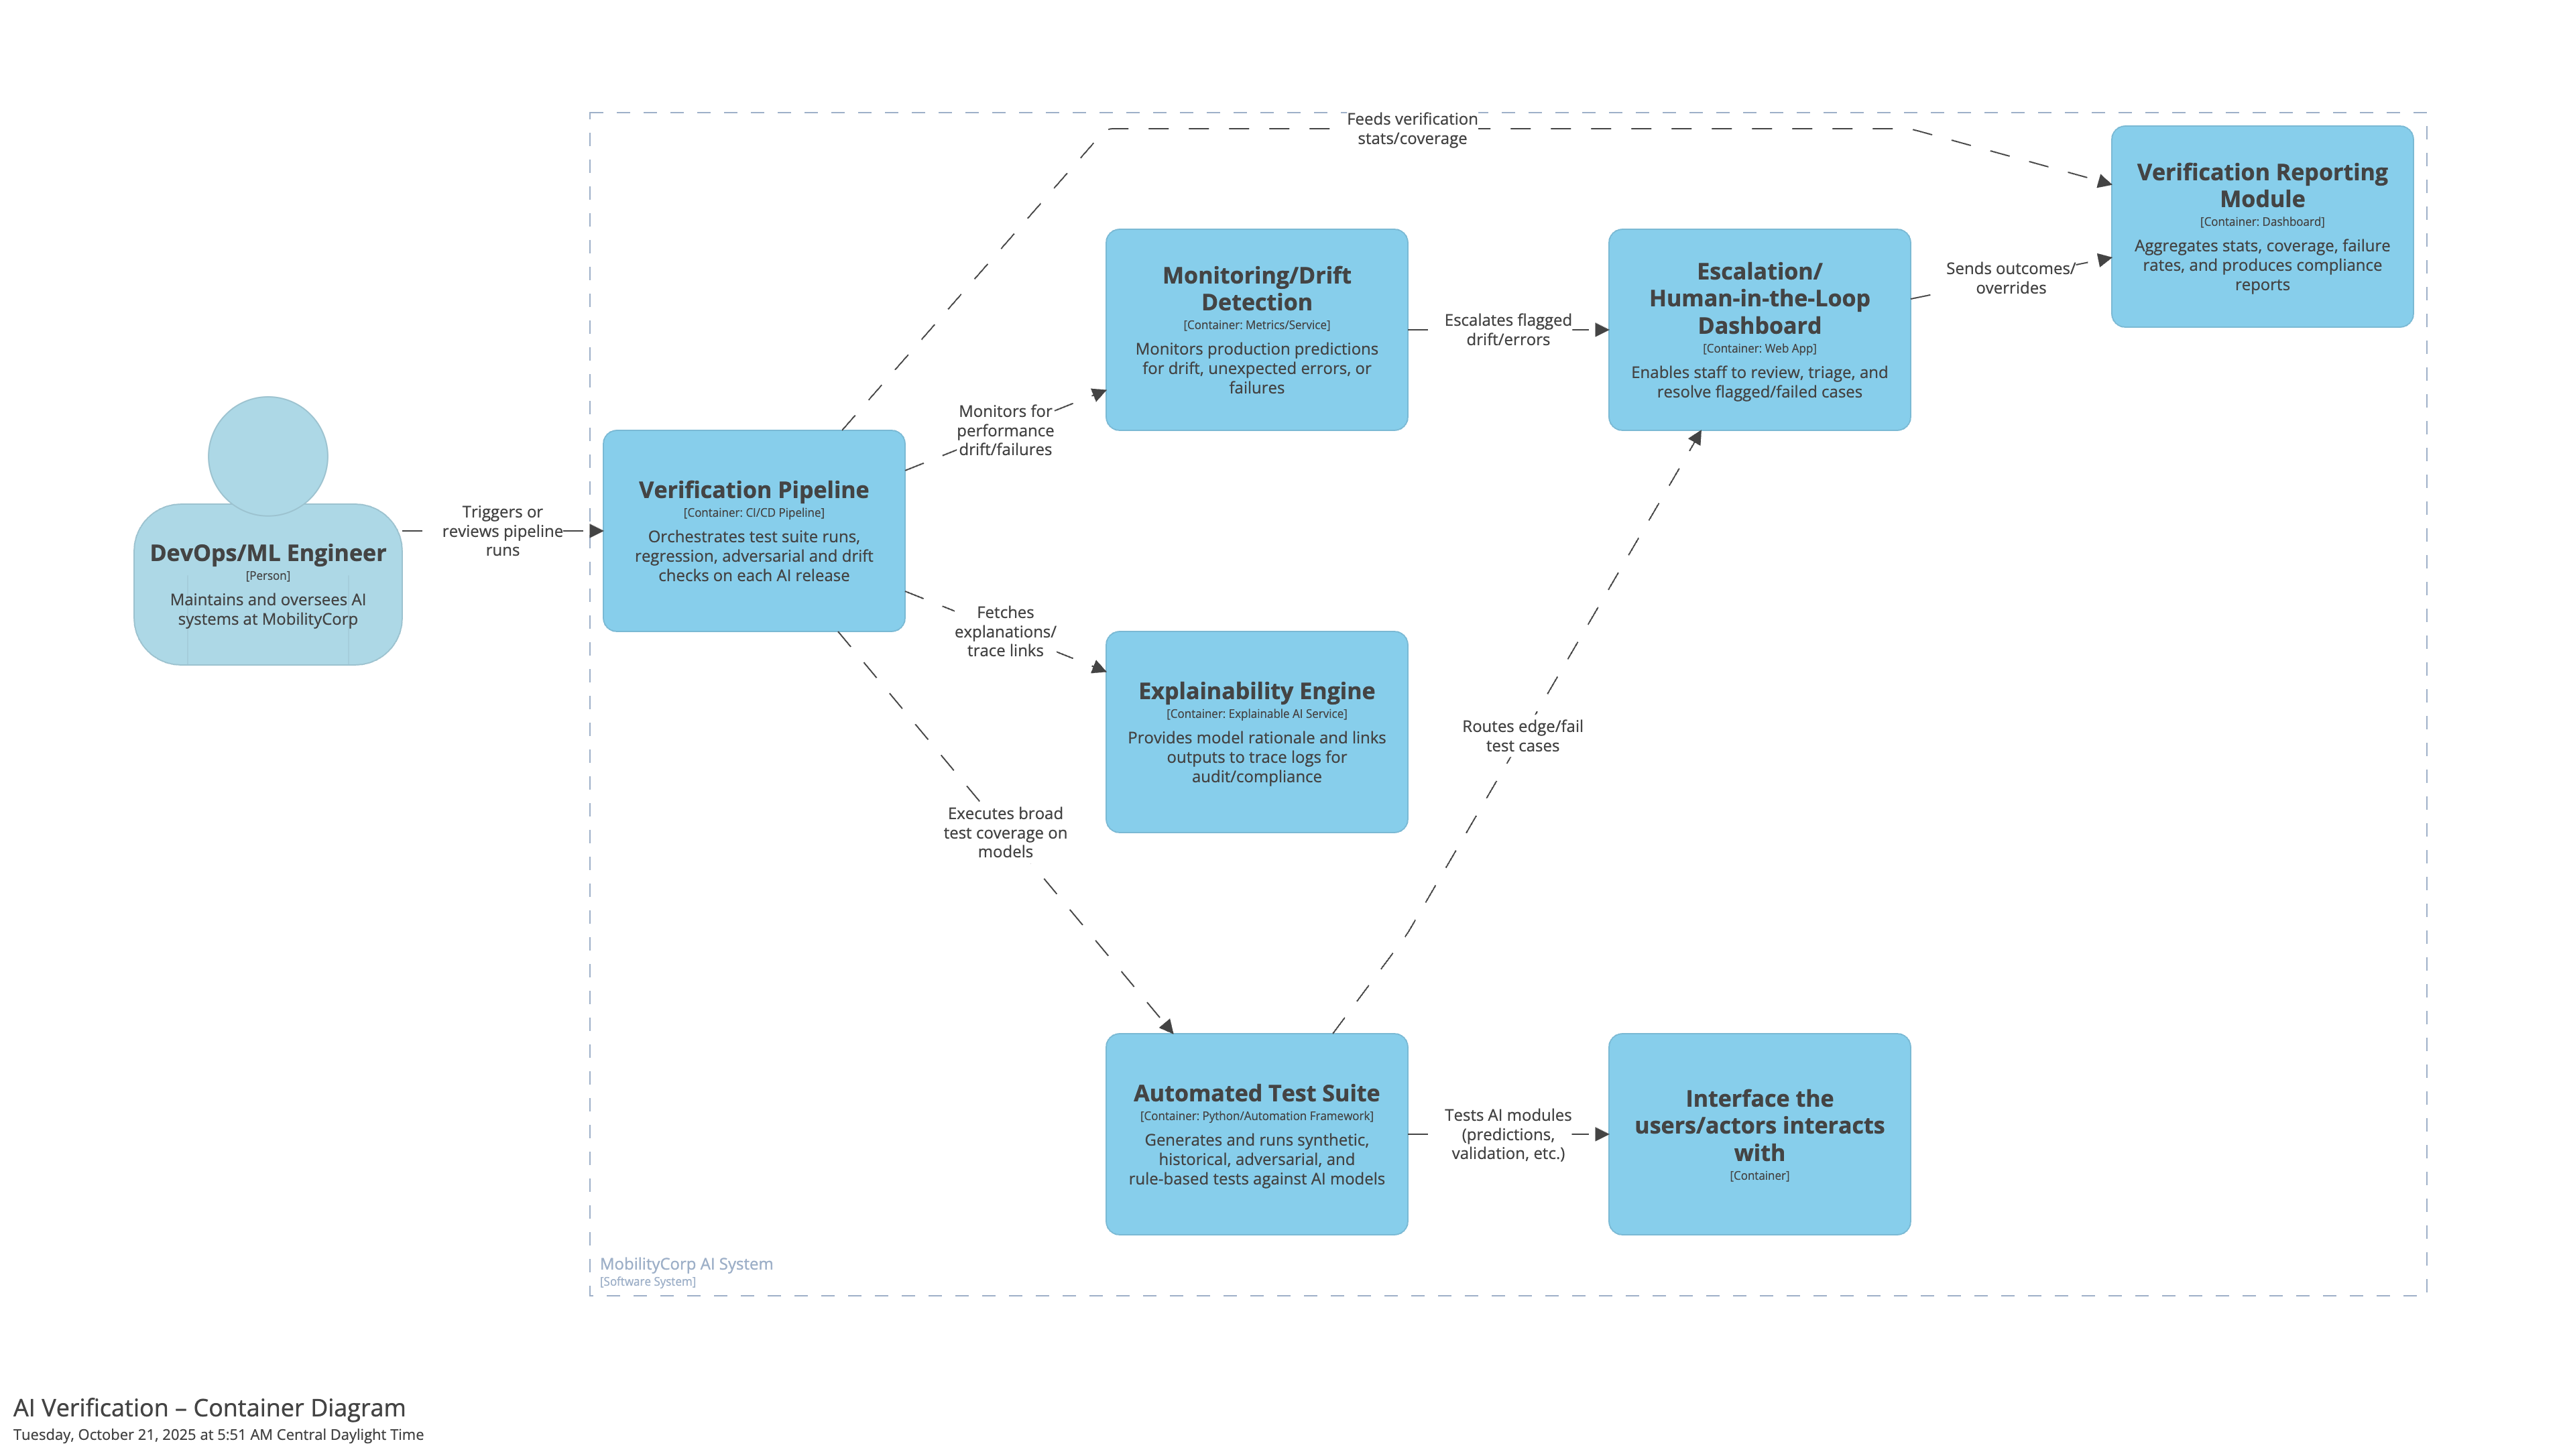 Feeds verification
stats/coverage
Verification Reporting
Module
[Container: Dashboard]
Aggregates stats, coverage, failure
rates, and produces compliance
reports
Monitoring/Drift
Detection
[Container: Metrics/Service]
Monitors production predictions
for drift, unexpected errors, or
failures
Escalates flagged
drift/errors
Escalation/
Human-in-the-Loop
Dashboard
[Container: Web App]
Enables staff to review, triage, and
resolve flagged/failed cases
Sends outcomes/
overrides
Monitors for
performance
drift/failures
DevOps/ML Engineer
[Person]
Maintains and oversees AI
systems at MobilityCorp
Triggers or
reviews pipeline
runs
Verification Pipeline
[Container: CI/CD Pipeline]
Orchestrates test suite runs,
regression, adversarial and drift
checks on each AI release
Fetches
explanations/
trace links
Explainability Engine
[Container: Explainable AI Service]
Provides model rationale and links
outputs to trace logs for
audit/compliance
Routes edge/fail
test cases
Executes broad
test coverage on
models
Automated Test Suite
[Container: Python/Automation Framework]
Generates and runs synthetic,
historical, adversarial, and
rule-based tests against AI models
Tests AI modules
(predictions,
validation, etc.)
Interface the
users/actors interacts
with
[Container]
MobilityCorp AI System
[Software System]
AI Verification – Container Diagram
Tuesday, October 21, 2025 at 5:51 AM Central Daylight Time